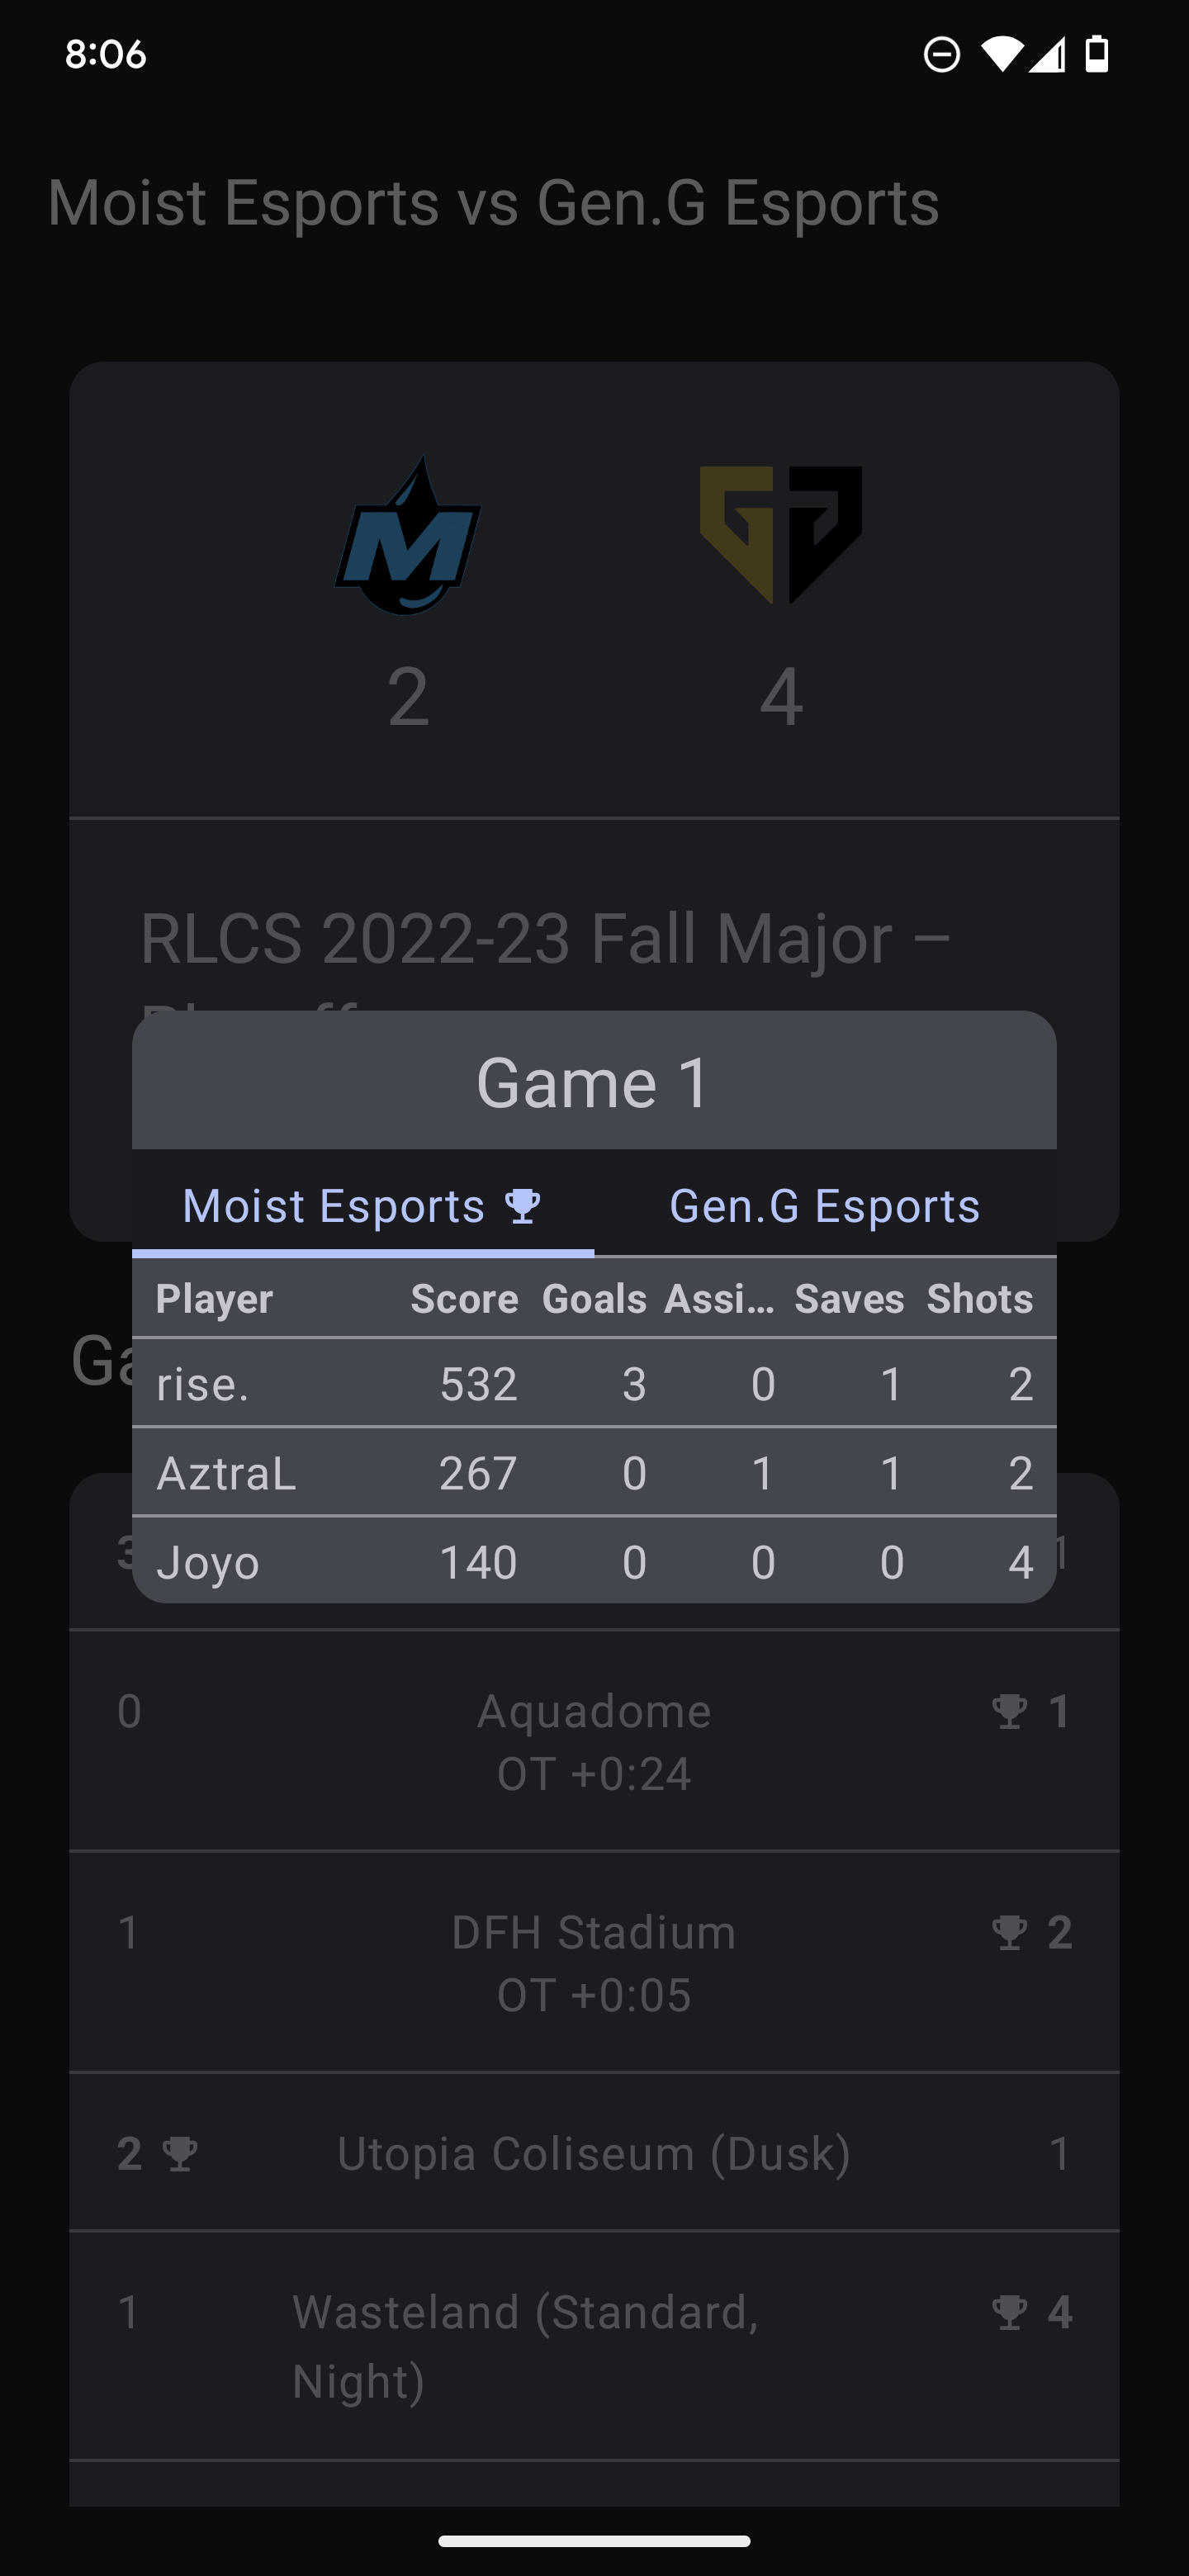 8:06
Moist Esports vs Gen.G Esports
2 4
RLCS 2022-23 Fall Major –
Game 1
Moist Esports Gen.G Esports
Player Score Goals Assi... Saves Shots
rise. 532 3 0 1 2
AztraL 267 0 1 1 2
Joyo 140 0 0 0 4
3 1
0 Aquadome 1
OT +0:24
1 DFH Stadium 2
OT +0:05
2 Utopia Coliseum (Dusk) 1
1 Wasteland (Standard, 4
Night)